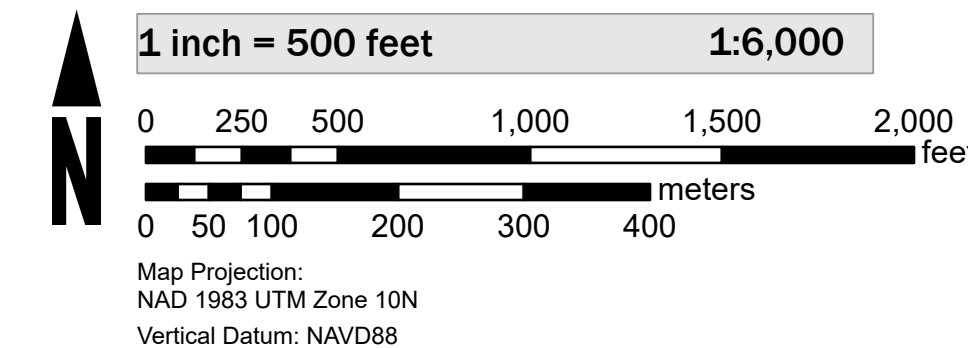 1 inch = 500 feet 1:6,000
0 250 500 1,000 1,500 2,000
feet
meters
0 50 100 200 300 400
N
Map Projection:
NAD 1983 UTM Zone 10N
Vertical Datum: NAVD88